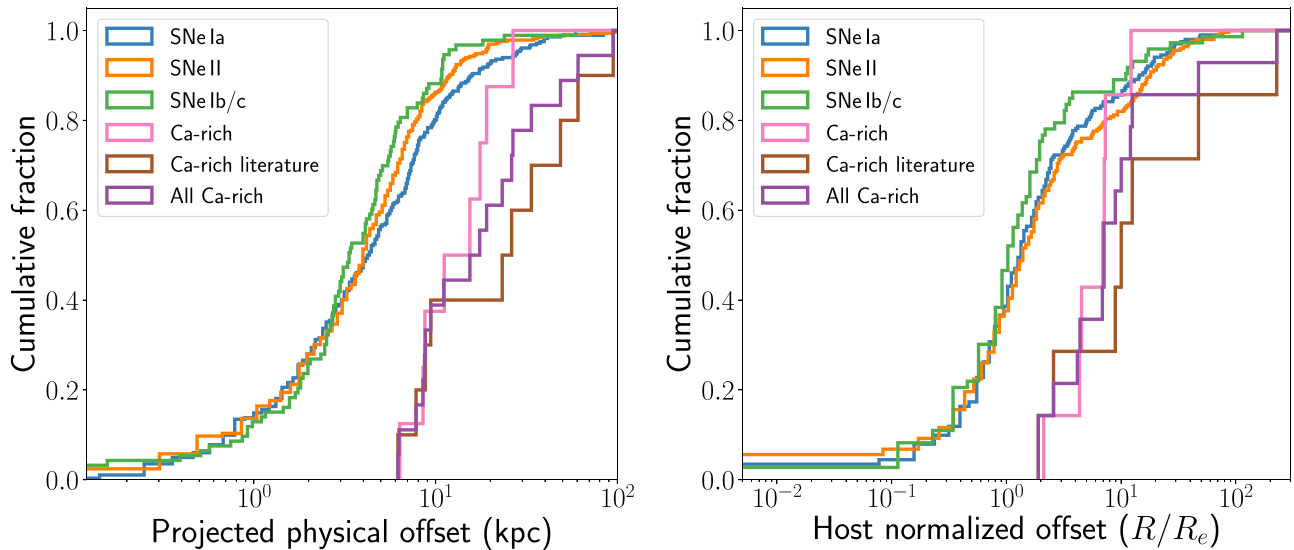 1.0
0.8
0.6
0.4
0.2
0.0
Cumulative fraction
SNe Ia
SNe II
SNe Ib/c
Ca-rich
Ca-rich literature
All Ca-rich
10^0
10^1
10^2
Projected physical offset (kpc)
1.0
0.8
0.6
0.4
0.2
0.0
Cumulative fraction
SNe Ia
SNe II
SNe Ib/c
Ca-rich
Ca-rich literature
All Ca-rich
10^{-2}
10^{-1}
10^0
10^1
10^2
Host normalized offset (R/R_e)